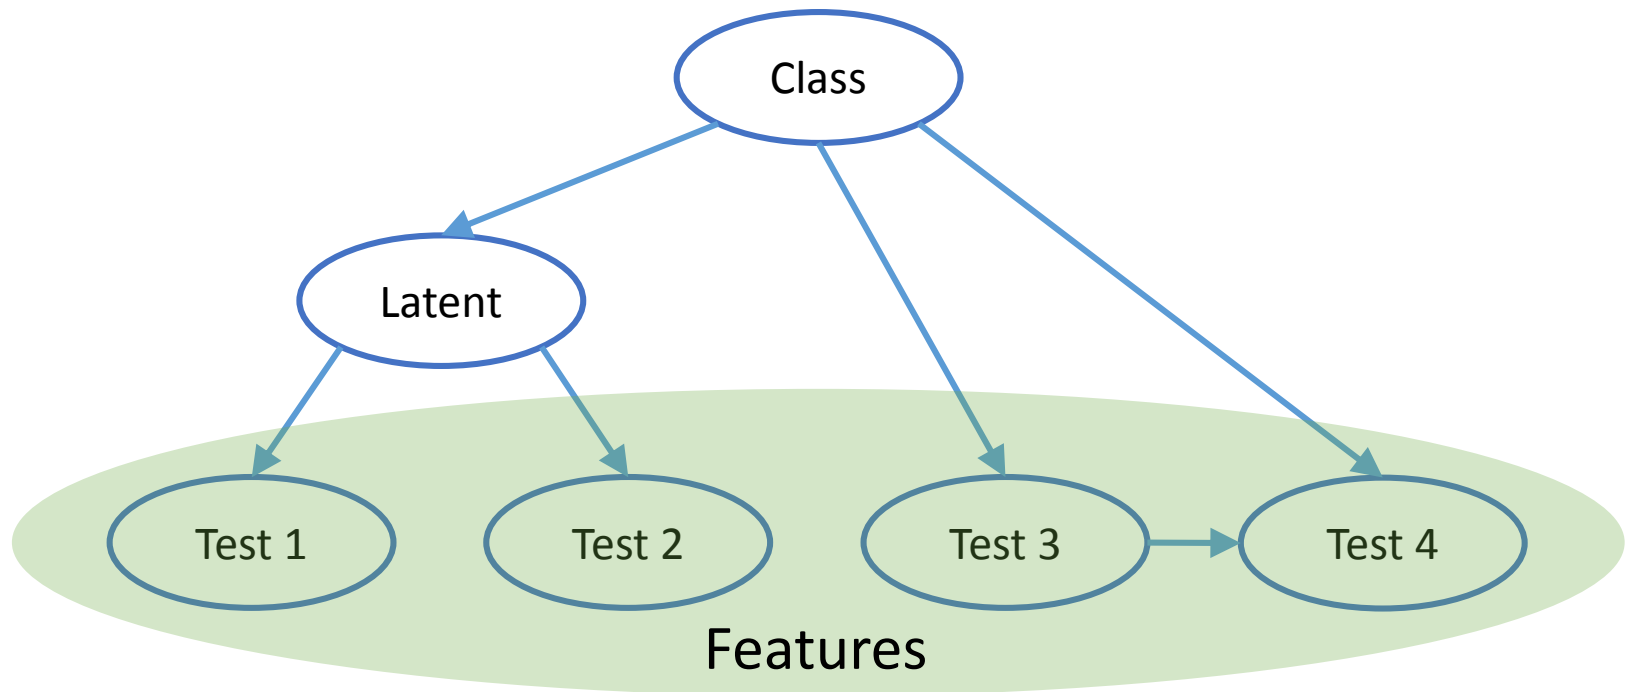 Class
Latent
Test 1
Test 2
Test 3
Test 4
Features